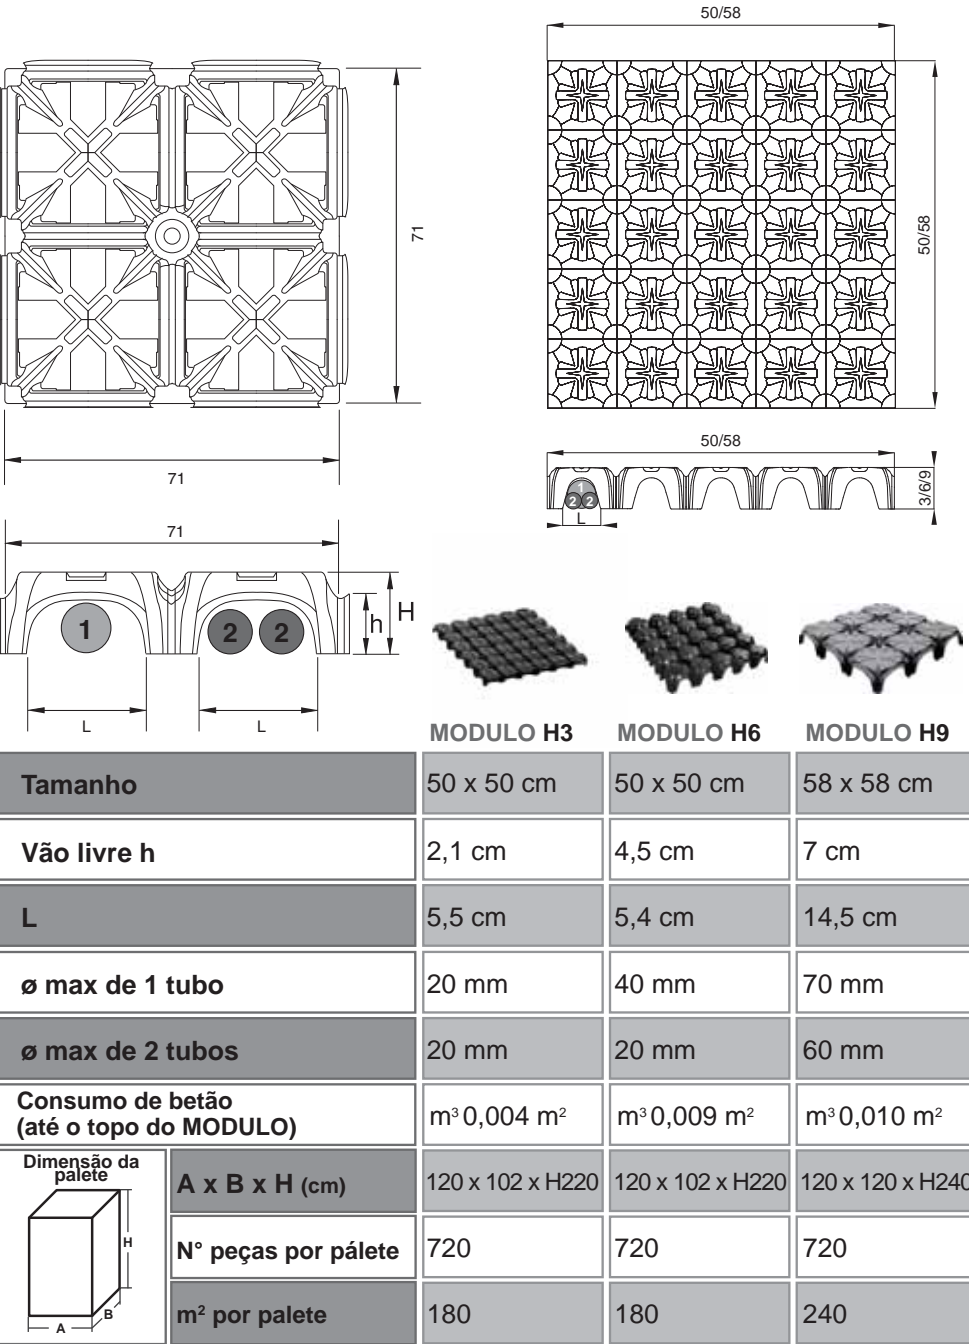 50/58
71
50/58
71
50/58
3/6/9
1
2 2
L
71
1
2 2
h
H
L
L
MODULO H3 MODULO H6 MODULO H9
Tamanho 50 x 50 cm 50 x 50 cm 58 x 58 cm
Vão livre h 2,1 cm 4,5 cm 7 cm
L 5,5 cm 5,4 cm 14,5 cm
ø max de 1 tubo 20 mm 40 mm 70 mm
ø max de 2 tubos 20 mm 20 mm 60 mm
Consumo de betão
(até o topo do MODULO) m³ 0,004 m² m³ 0,009 m² m³ 0,010 m²
Dimensão da
palete
H
B
A
A x B x H (cm) 120 x 102 x H220 120 x 102 x H220 120 x 120 x H240
N° peças por pálete 720 720 720
m² por palete 180 180 240